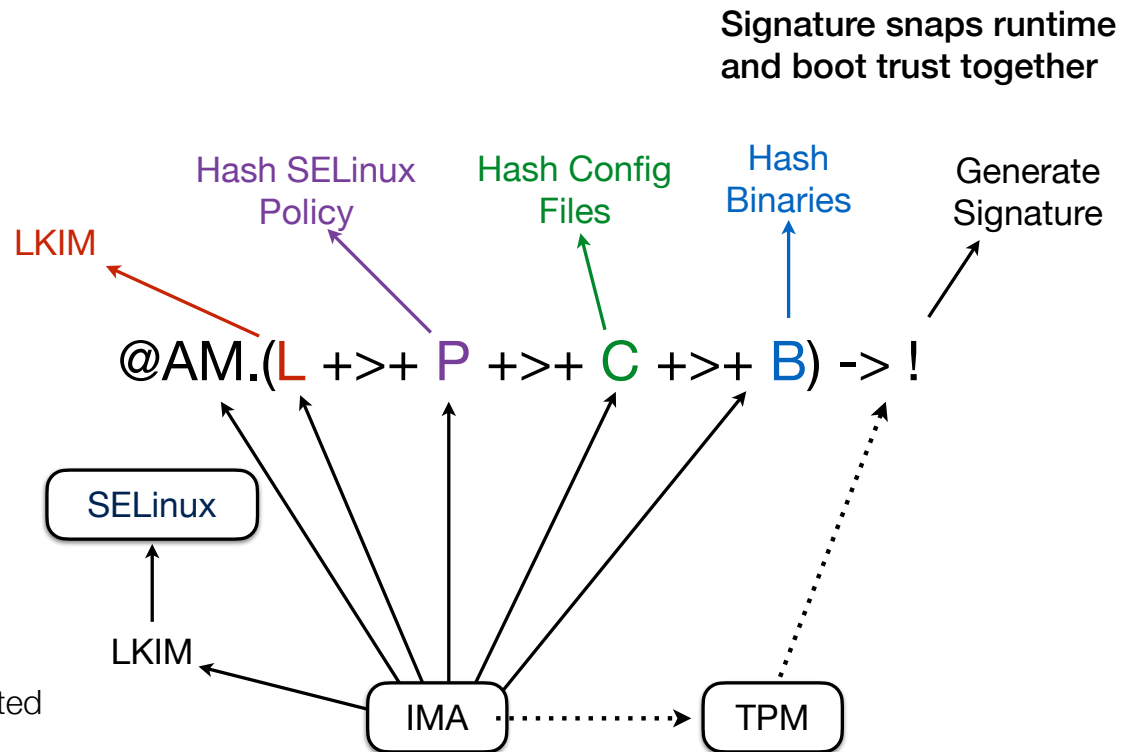 Signature snaps runtime
and boot trust together
Hash SELinux
Policy
Hash Config
Files
Hash
Binaries
Generate
Signature
LKIM
@AM.(L +>+ P +>+ C +>+ B) -> !
SELinux
LKIM
IMA
TPM